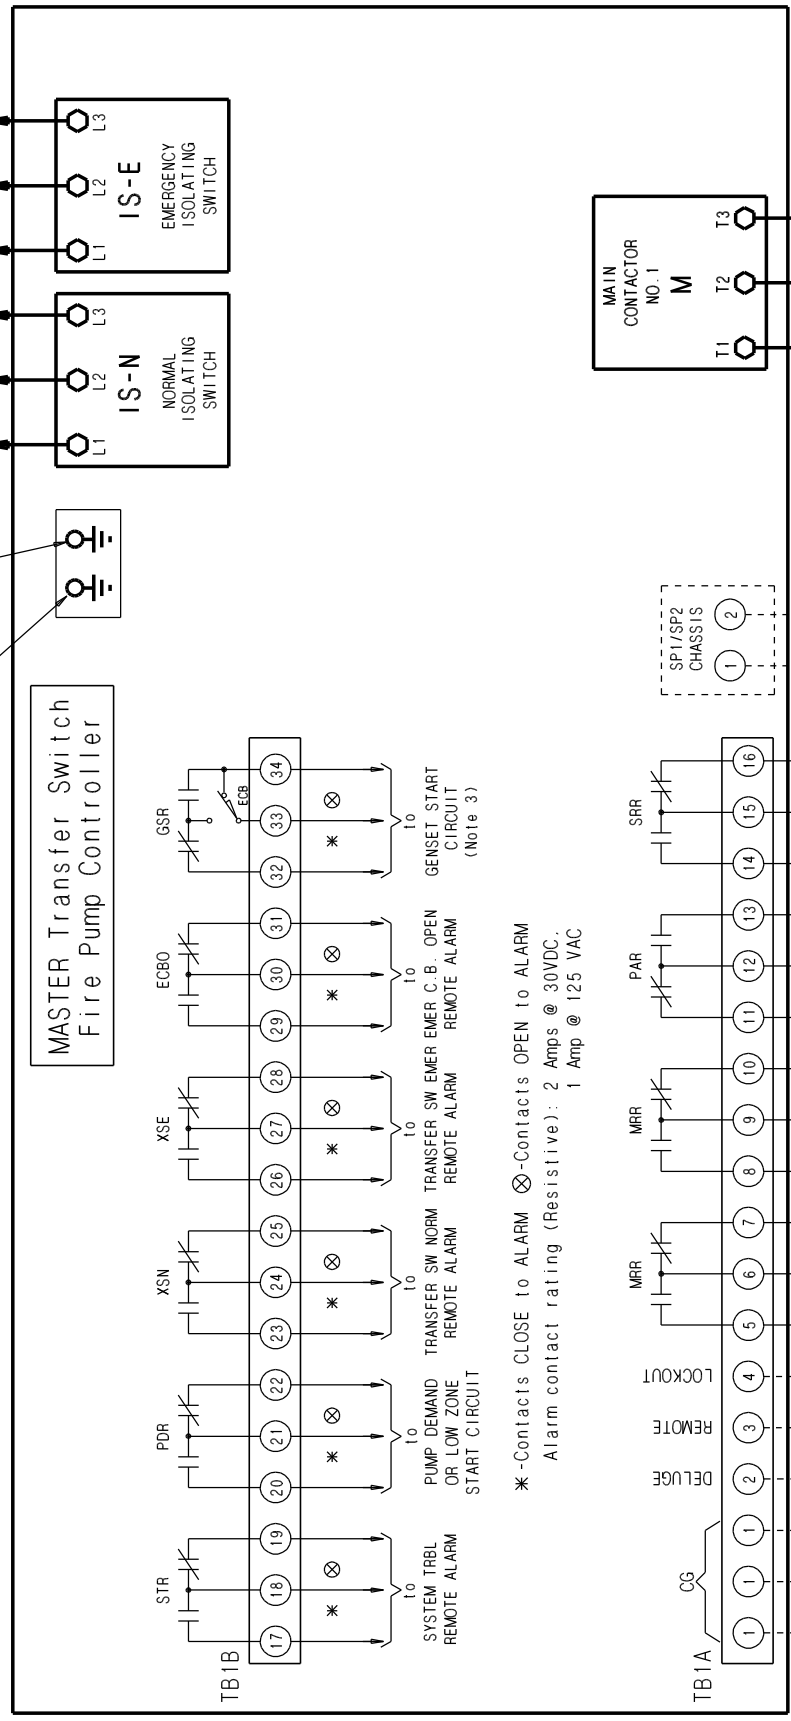 MASTER Transfer Switch
Fire Pump Controller
IS-N
NORMAL
ISOLATING
SWITCH
L1
L2
L3
IS-E
EMERGENCY
ISOLATING
SWITCH
L1
L2
L3
STR
PDR
XSN
XSE
ECBO
GSR
ECB
TB1B
17
18
19
20
21
22
23
24
25
26
27
28
29
30
31
32
33
34
to
SYSTEM TRBL
REMOTE ALARM
to
PUMP DEMAND
OR LOW ZONE
START CIRCUIT
to
TRANSFER SW NORM
REMOTE ALARM
to
TRANSFER SW EMER
REMOTE ALARM
to
EMER C.B. OPEN
REMOTE ALARM
to
GENSET START
CIRCUIT
(Note 3)
* -Contacts CLOSE to ALARM ⊗-Contacts OPEN to ALARM
Alarm contact rating (Resistive): 2 Amps @ 30VDC,
1 Amp @ 125 VAC
MAIN
CONTACTOR
NO.1
M
T1
T2
T3
SP1/SP2
CHASSIS
1
2
CG
DELUGE
REMOTE
LOCKOUT
MRR
MRR
PAR
SRR
TB1A
1
1
1
2
3
4
5
6
7
8
9
10
11
12
13
14
15
16